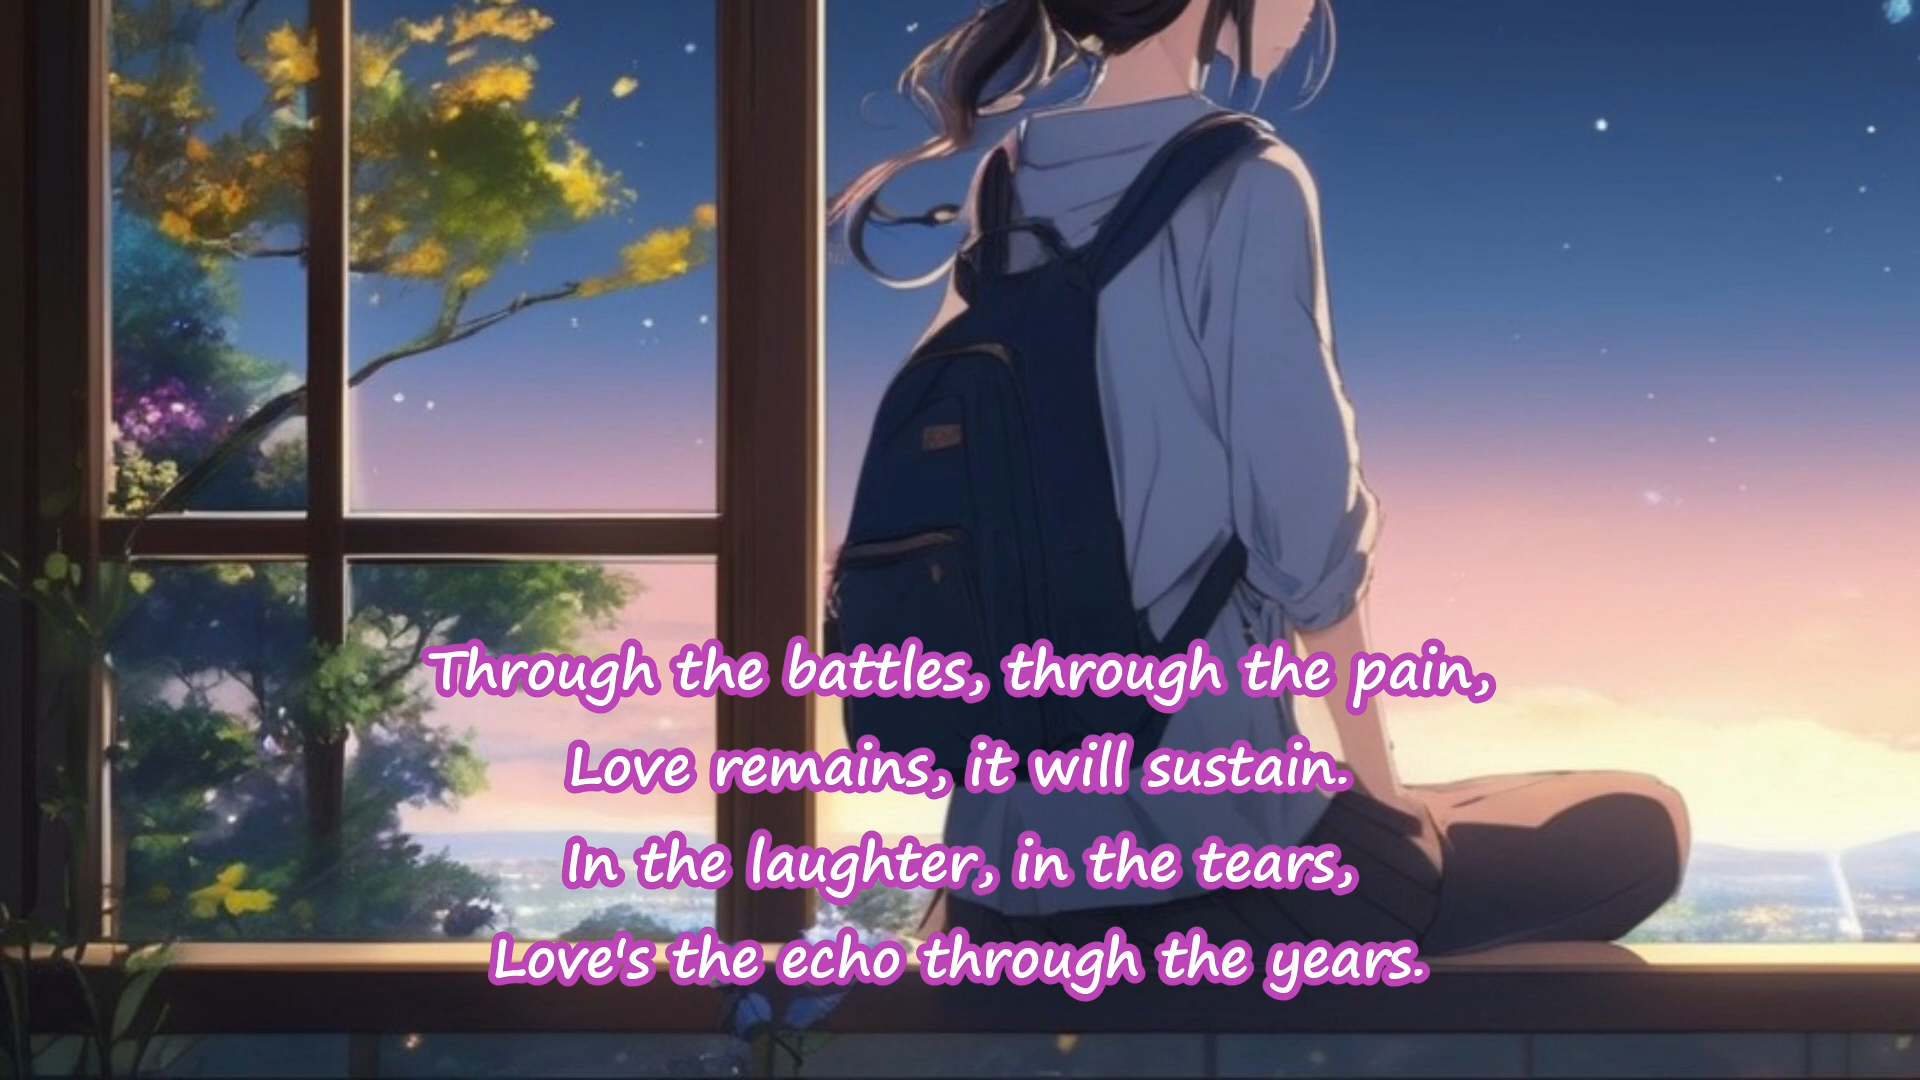 Through the battles, through the pain,
Love remains, it will sustain.
In the laughter, in the tears,
Love's the echo through the years.